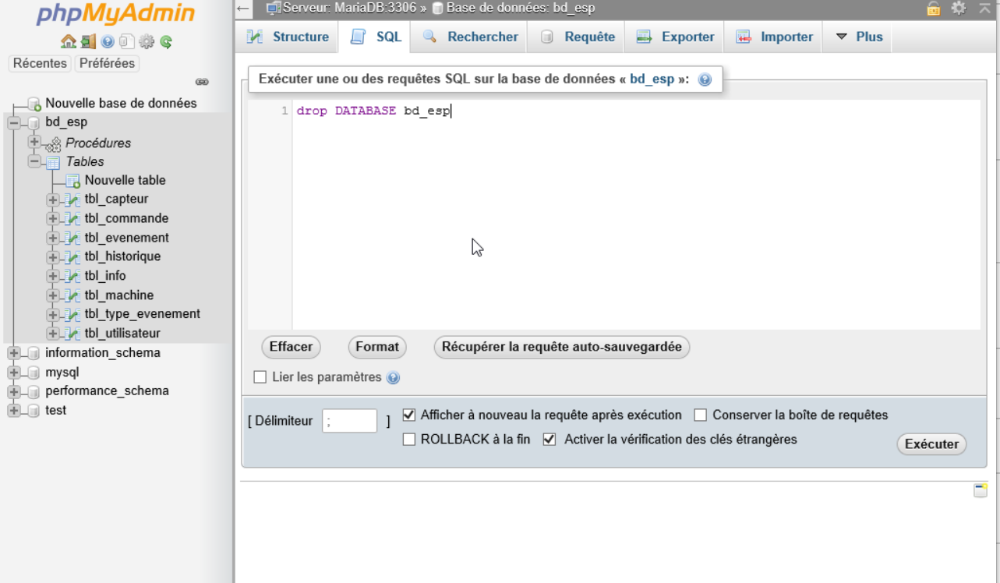 phpMyAdmin
Récentes Préférées
Nouvelle base de données
bd_esp
Procédures
Tables
Nouvelle table
tbl_capteur
tbl_commande
tbl_evenement
tbl_historique
tbl_info
tbl_machine
tbl_type_evenement
tbl_utilisateur
information_schema
mysql
performance_schema
test
Serveur: MariaDB:3306 » Base de données: bd_esp
Structure SQL Rechercher Requête Exporter Importer Plus
Exécuter une ou des requêtes SQL sur la base de données « bd_esp »:
1 drop DATABASE bd_esp
Effacer Format Récupérer la requête auto-sauvegardée
Lier les paramètres
[ Délimiteur ; ] Afficher à nouveau la requête après exécution Conserver la boîte de requêtes
ROLLBACK à la fin Activer la vérification des clés étrangères
Exécuter